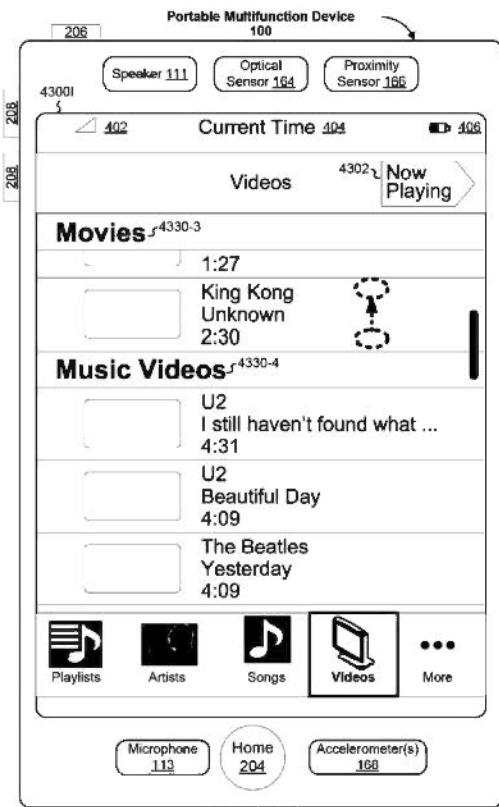 Portable Multifunction Device
100
206
Speaker 111
Optical
Sensor 164
Proximity
Sensor 166
4300I
208
402
Current Time 404
406
208
Videos
4302
Now
Playing
Movies 4330-3
1:27
King Kong
Unknown
2:30
Music Videos 4330-4
U2
I still haven't found what ...
4:31
U2
Beautiful Day
4:09
The Beatles
Yesterday
4:09
Playlists
Artists
Songs
Videos
More
Microphone
113
Home
204
Accelerometer(s)
168